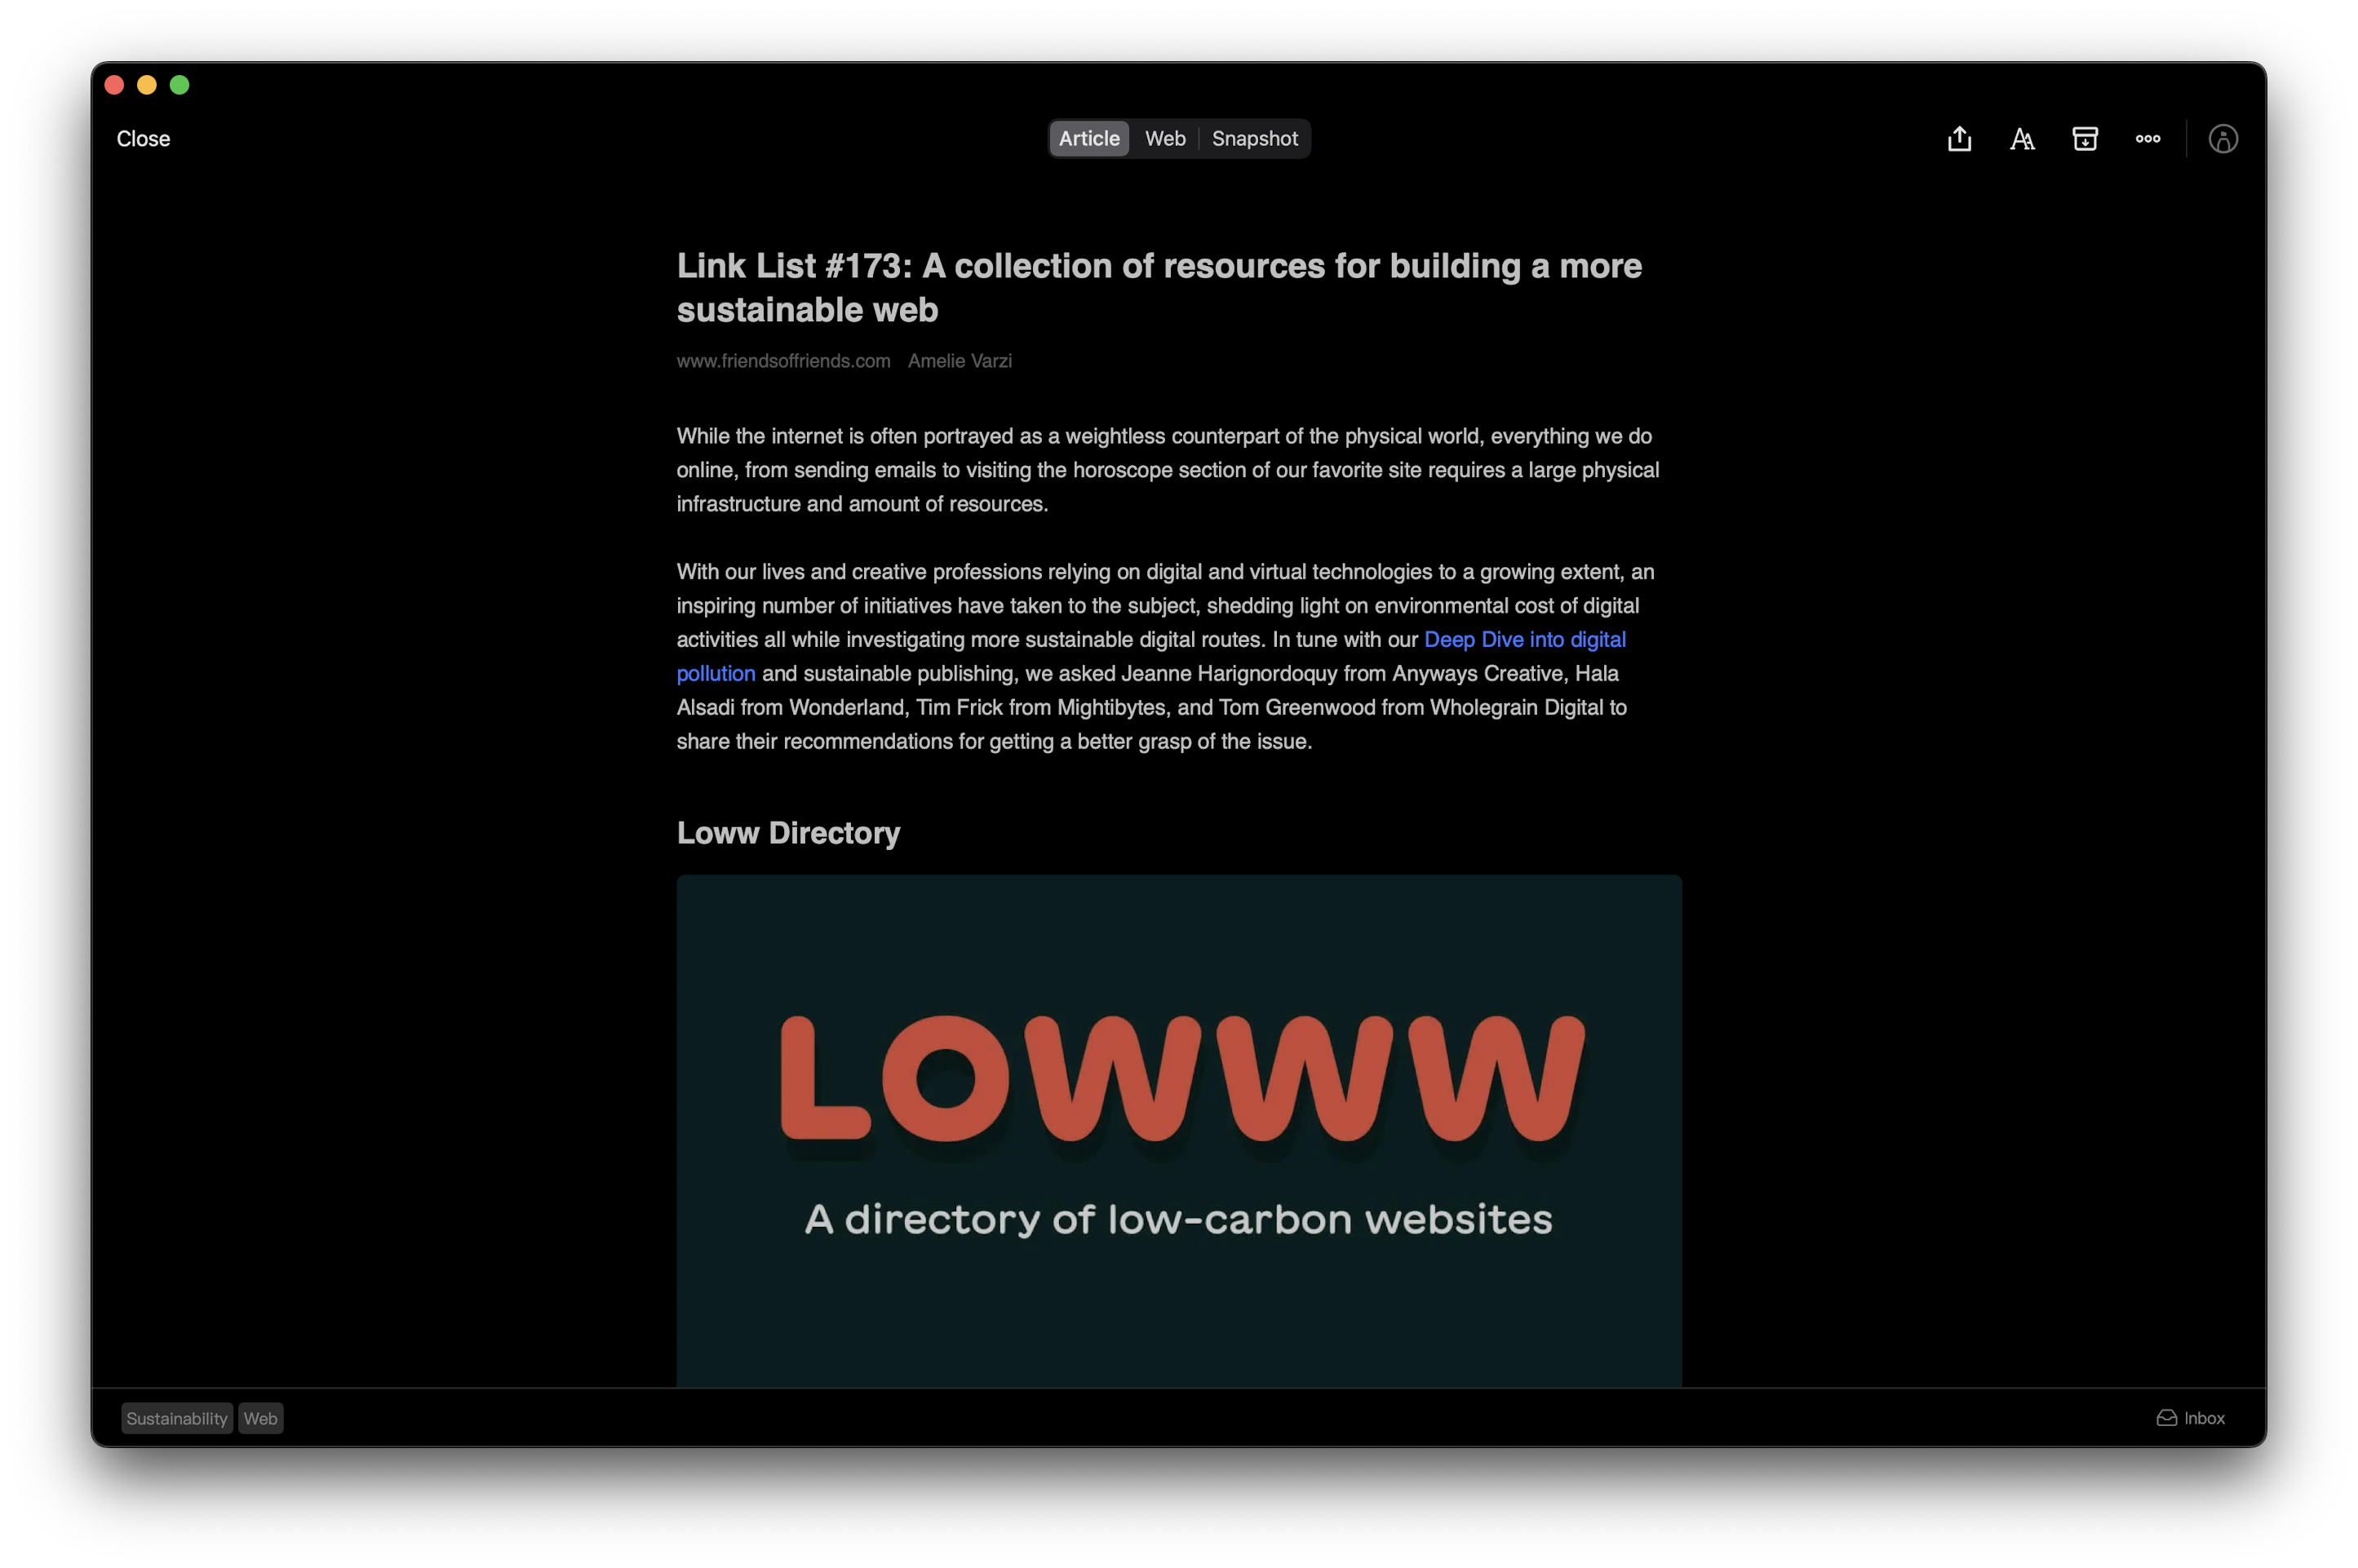 Close
Article Web Snapshot
AA
Link List #173: A collection of resources for building a more
sustainable web
www.friendsoffriends.com Amelie Varzi
While the internet is often portrayed as a weightless counterpart of the physical world, everything we do
online, from sending emails to visiting the horoscope section of our favorite site requires a large physical
infrastructure and amount of resources.
With our lives and creative professions relying on digital and virtual technologies to a growing extent, an
inspiring number of initiatives have taken to the subject, shedding light on environmental cost of digital
activities all while investigating more sustainable digital routes. In tune with our Deep Dive into digital
pollution and sustainable publishing, we asked Jeanne Harignordoquy from Anyways Creative, Hala
Alsadi from Wonderland, Tim Frick from Mightibytes, and Tom Greenwood from Wholegrain Digital to
share their recommendations for getting a better grasp of the issue.
Loww Directory
LOWWW
A directory of low-carbon websites
Sustainability Web
Inbox